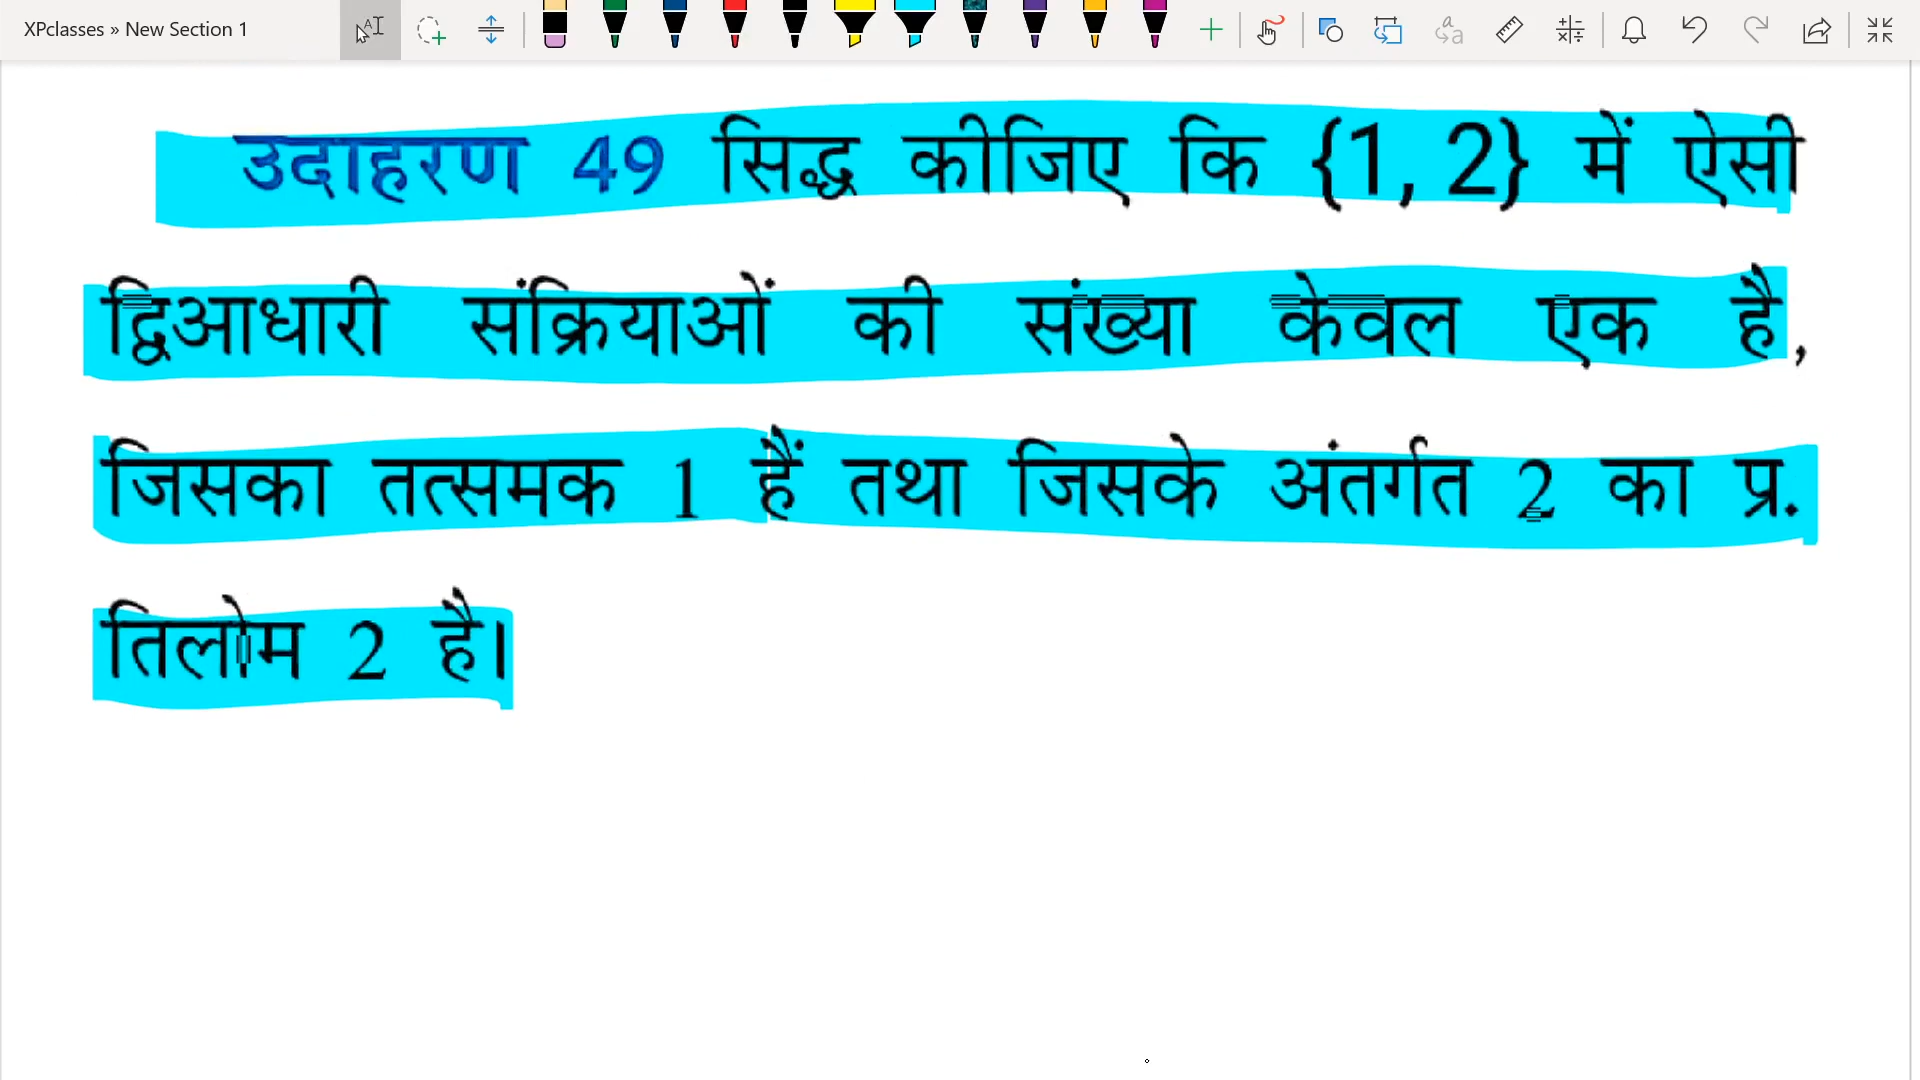 XPclasses » New Section 1
उदाहरण 49 सिद्ध कीजिए कि {1, 2} में ऐसी
द्विआधारी संक्रियाओं की संख्या केवल एक है,
जिसका तत्समक 1 हैं तथा जिसके अंतर्गत 2 का प्र.
तिलोम 2 है।